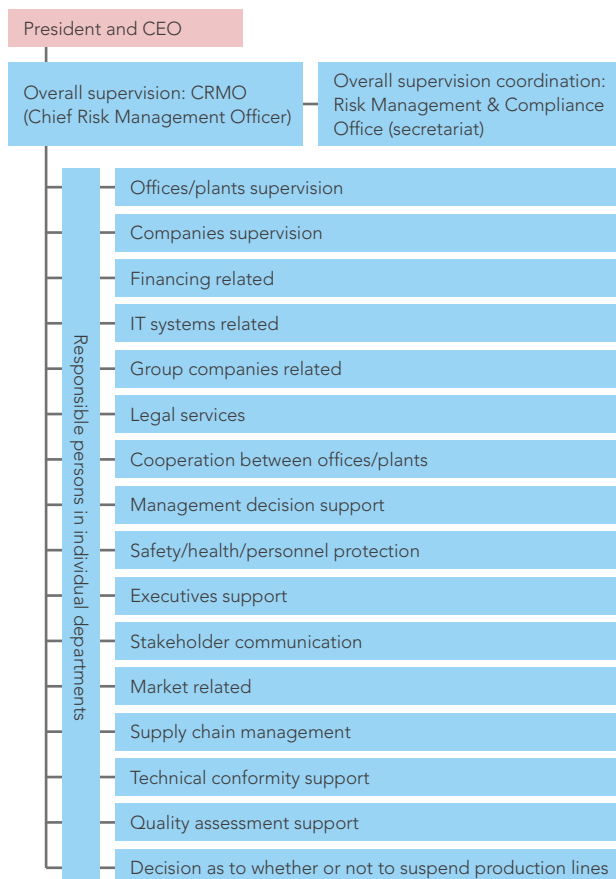 President and CEO
Overall supervision: CRMO
(Chief Risk Management Officer)
Overall supervision coordination:
Risk Management & Compliance
Office (secretariat)
Responsible persons in individual departments
Offices/plants supervision
Companies supervision
Financing related
IT systems related
Group companies related
Legal services
Cooperation between offices/plants
Management decision support
Safety/health/personnel protection
Executives support
Stakeholder communication
Market related
Supply chain management
Technical conformity support
Quality assessment support
Decision as to whether or not to suspend production lines